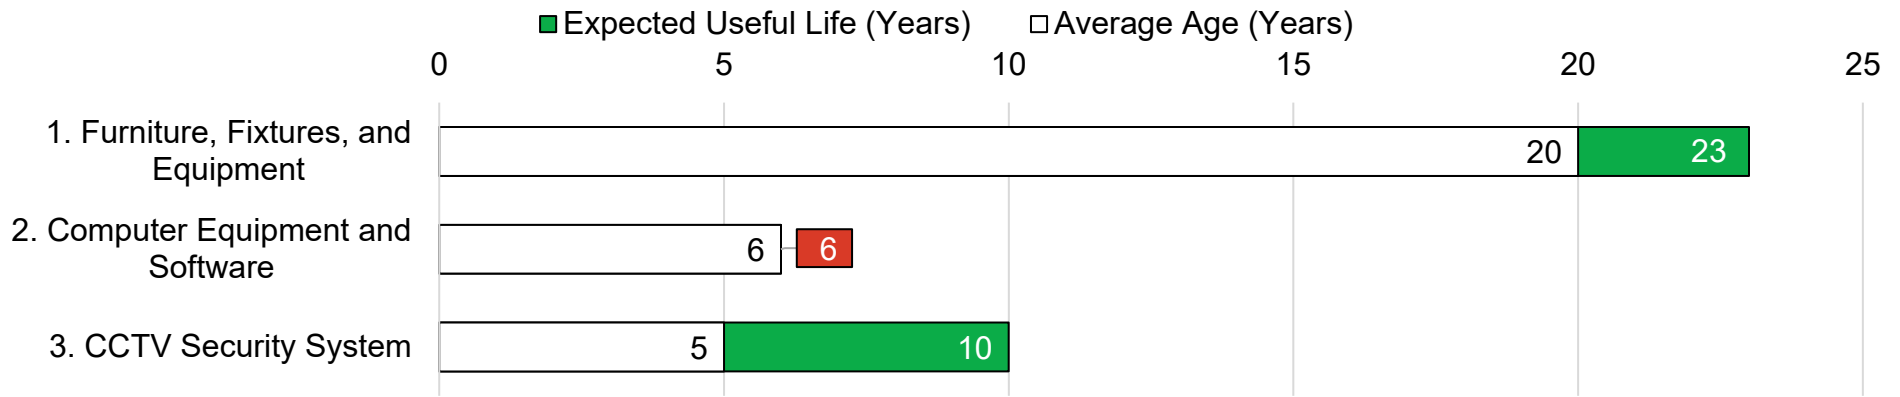 Expected Useful Life (Years) Average Age (Years)
0 5 10 15 20 25
1. Furniture, Fixtures, and
Equipment
20 23
2. Computer Equipment and
Software
6 6
3. CCTV Security System
5 10